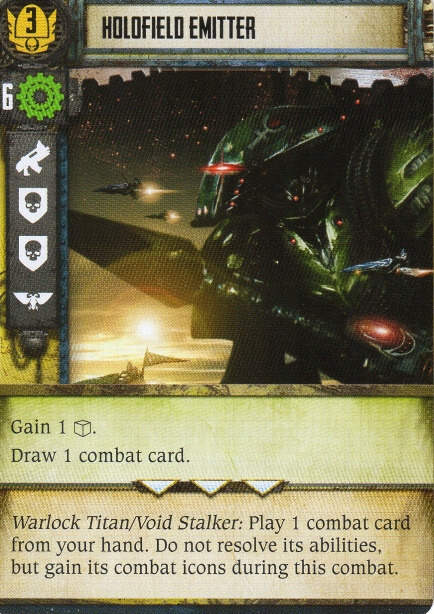 3
HOLOFIELD EMITTER
6
Gain 1 .
Draw 1 combat card.
Warlock Titan/Void Stalker: Play 1 combat card
from your hand. Do not resolve its abilities,
but gain its combat icons during this combat.